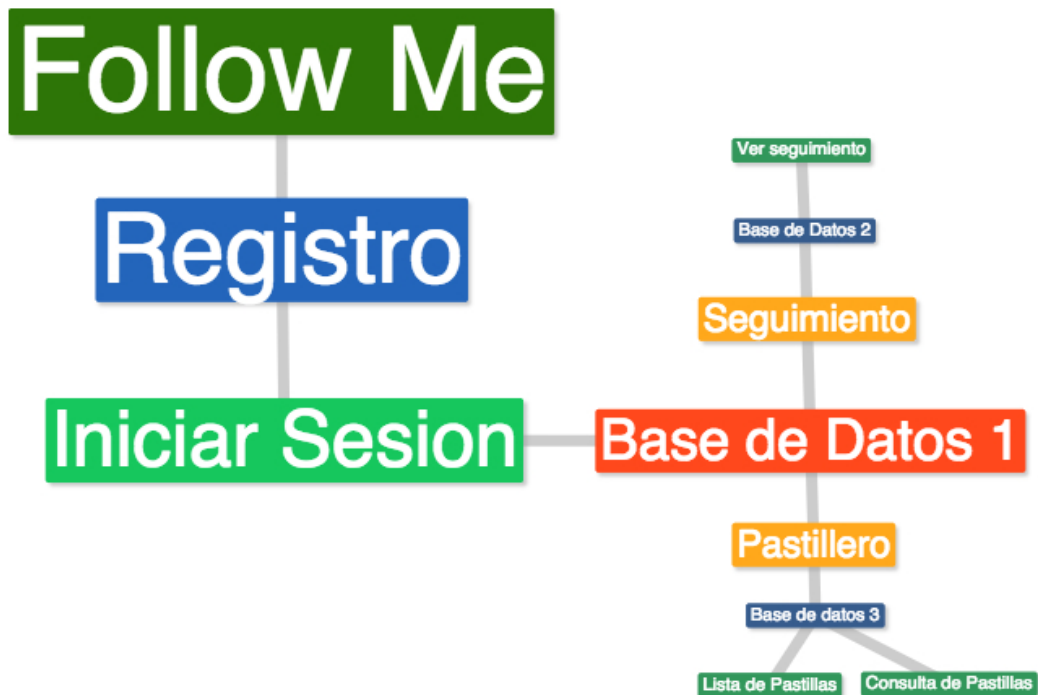 Follow Me
Registro
Iniciar Sesion
Ver seguimiento
Base de Datos 2
Seguimiento
Base de Datos 1
Pastillero
Base de datos 3
Lista de Pastillas
Consulta de Pastillas